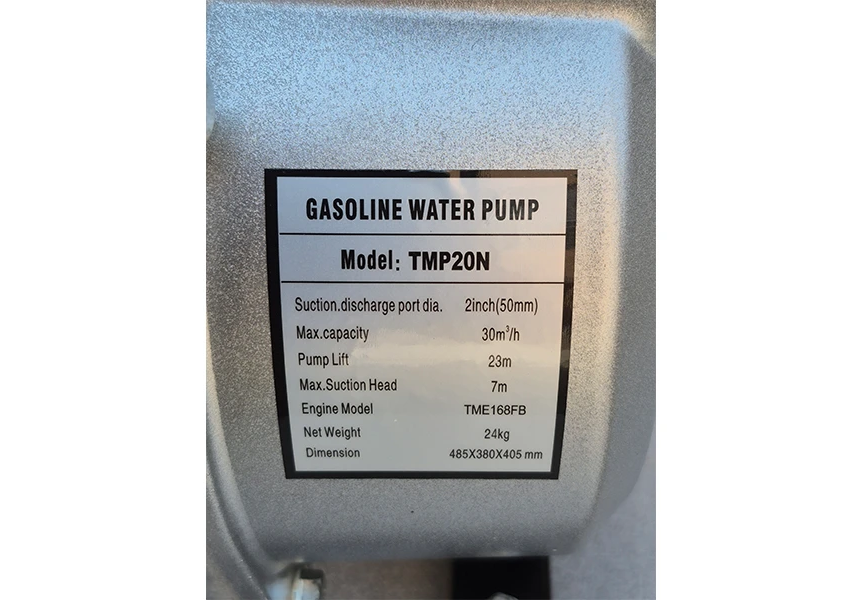 GASOLINE WATER PUMP
Model: TMP20N
Suction.discharge port dia. 2inch(50mm)
Max.capacity 30m³/h
Pump Lift 23m
Max.Suction Head 7m
Engine Model TME168FB
Net Weight 24kg
Dimension 485X380X405 mm